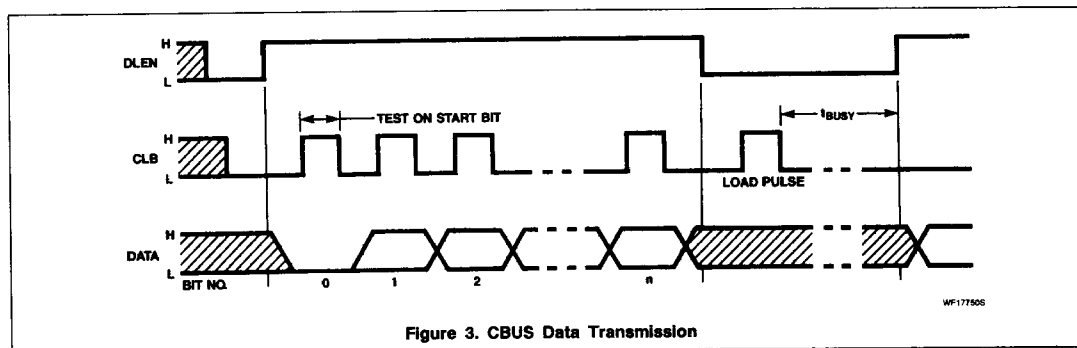 H
DLEN
L
TEST ON START BIT
tBUSY
H
CLB
L
LOAD PULSE
H
DATA
L
BIT NO.
0 1 2 n
WF17750S
Figure 3. CBUS Data Transmission